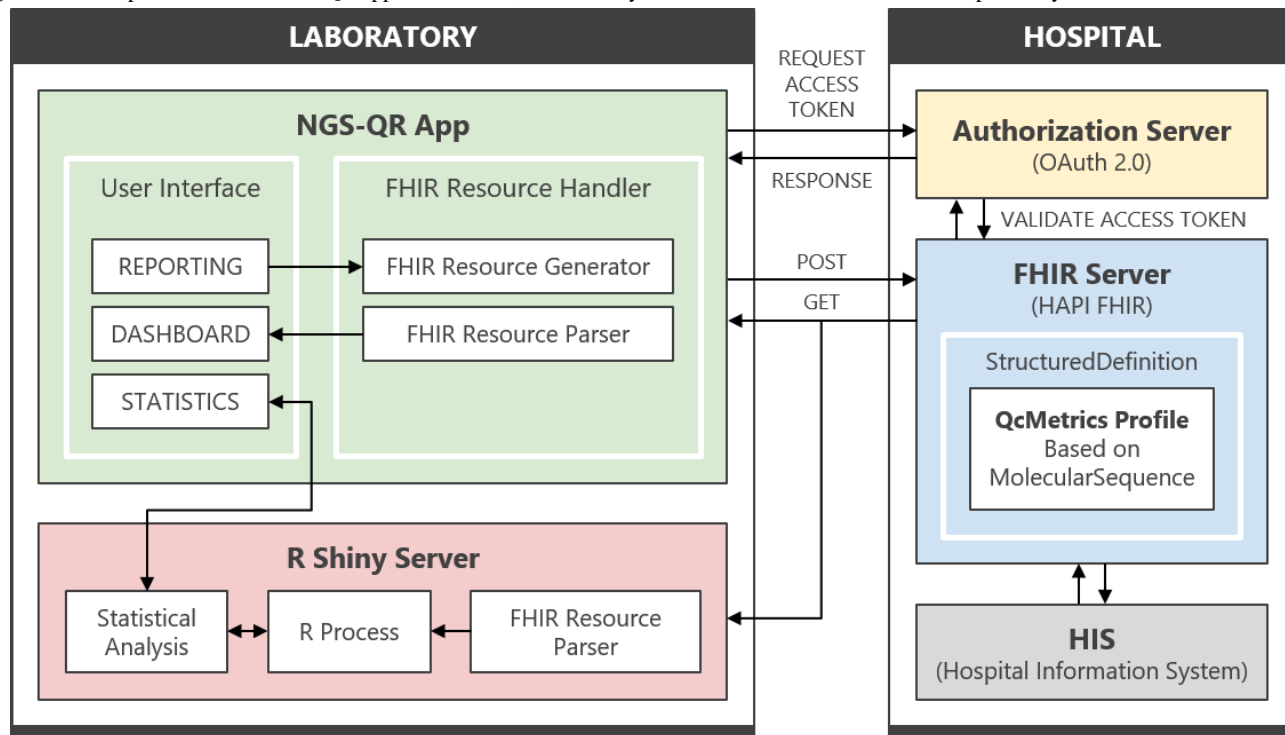 LABORATORY
NGS-QR App
User Interface
REPORTING
DASHBOARD
STATISTICS
FHIR Resource Handler
FHIR Resource Generator
FHIR Resource Parser
R Shiny Server
Statistical
Analysis
R Process
FHIR Resource
Parser
REQUEST
ACCESS
TOKEN
RESPONSE
POST
GET
HOSPITAL
Authorization Server
(OAuth 2.0)
VALIDATE ACCESS TOKEN
FHIR Server
(HAPI FHIR)
StructuredDefinition
QcMetrics Profile
Based on
MolecularSequence
HIS
(Hospital Information System)